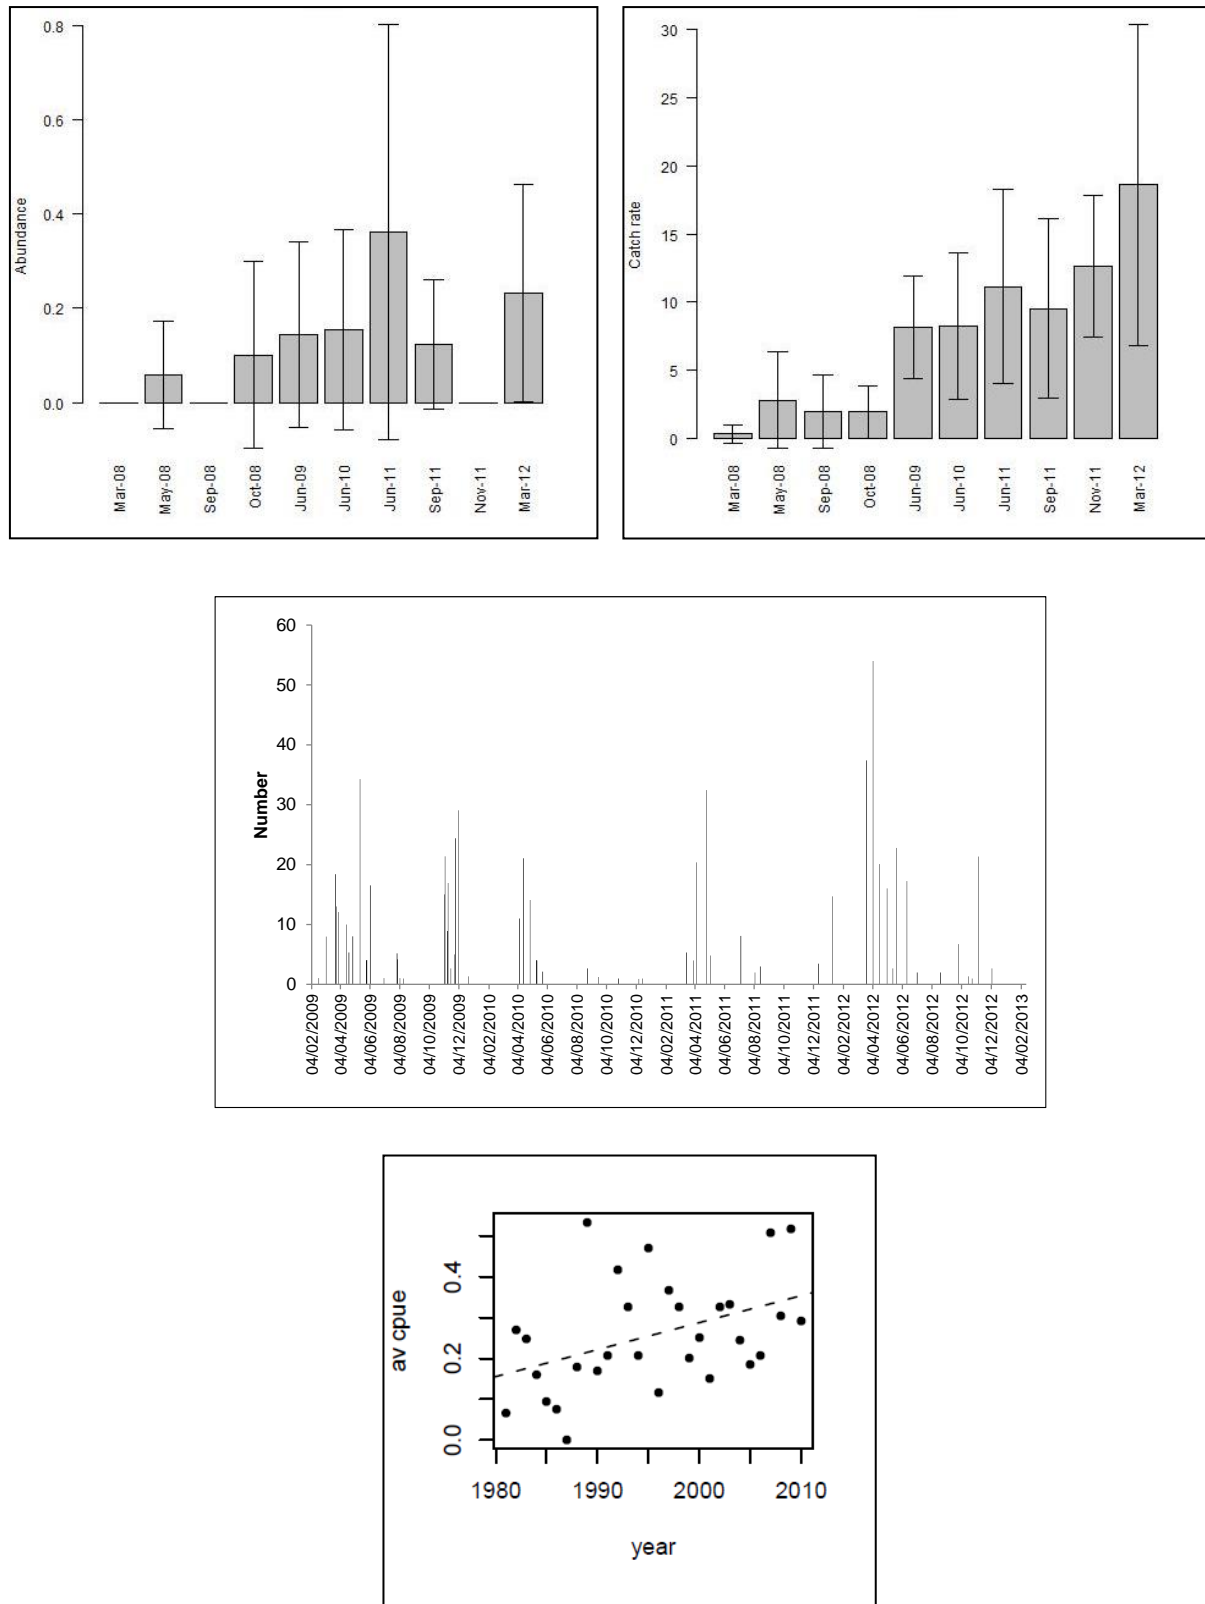 0.8
0.6
0.4
0.2
0.0
Abundance
Mar-08
May-08
Sep-08
Oct-08
Jun-09
Jun-10
Jun-11
Sep-11
Nov-11
Mar-12
30
25
20
15
10
5
0
Catch rate
Mar-08
May-08
Sep-08
Oct-08
Jun-09
Jun-10
Jun-11
Sep-11
Nov-11
Mar-12
60
50
40
30
20
10
0
Number
04/02/2009
04/04/2009
04/06/2009
04/08/2009
04/10/2009
04/12/2009
04/02/2010
04/04/2010
04/06/2010
04/08/2010
04/10/2010
04/12/2010
04/02/2011
04/04/2011
04/06/2011
04/08/2011
04/10/2011
04/12/2011
04/02/2012
04/04/2012
04/06/2012
04/08/2012
04/10/2012
04/12/2012
04/02/2013
0.4
0.2
0.0
av cpue
1980
1990
2000
2010
year